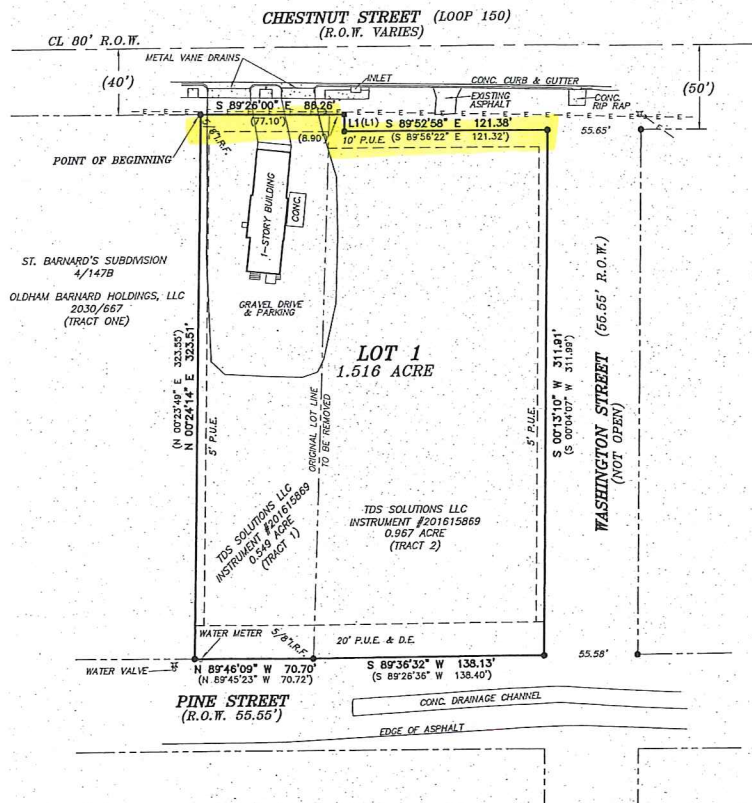 CHESTNUT STREET (LOOP 150)
(R.O.W. VARIES)
CL 80' R.O.W.
METAL VANE DRAINS
INLET
CONC. CURB & GUTTER
(40')
(50')
EXISTING
ASPHALT
CONC.
RIP RAP
S 89°26'00" E
(77.10')
(8.90')
L1(L1)
S 89°52'58" E 121.38'
(S 89°56'22" E 121.32')
10' P.U.E.
55.65'
5/8"I.R.F.
POINT OF BEGINNING
1-STORY BUILDING
CONC.
GRAVEL DRIVE
& PARKING
ST. BARNARD'S SUBDIVISION
4/147B
OLDHAM BARNARD HOLDINGS, LLC
2030/667
(TRACT ONE)
(N 00°23'49" E 323.55')
N 00°24'14" E 323.51'
5' P.U.E.
LOT 1
1.516 ACRE
ORIGINAL LOT LINE
TO BE REMOVED
5' P.U.E.
S 00°13'10" W 311.91'
(S 00°04'07" W 311.99')
WASHINGTON STREET (55.55' R.O.W.)
(NOT OPEN)
TDS SOLUTIONS LLC
INSTRUMENT #201615869
0.549 ACRE
(TRACT 1)
TDS SOLUTIONS LLC
INSTRUMENT #201615869
0.967 ACRE
(TRACT 2)
WATER METER
5/8"I.R.F.
20' P.U.E. & D.E.
55.58'
WATER VALVE
N 89°46'09" W 70.70'
(N 89°45'23" W 70.72')
S 89°36'32" W 138.13'
(S 89°26'36" W 138.40')
PINE STREET
(R.O.W. 55.55')
CONC. DRAINAGE CHANNEL
EDGE OF ASPHALT